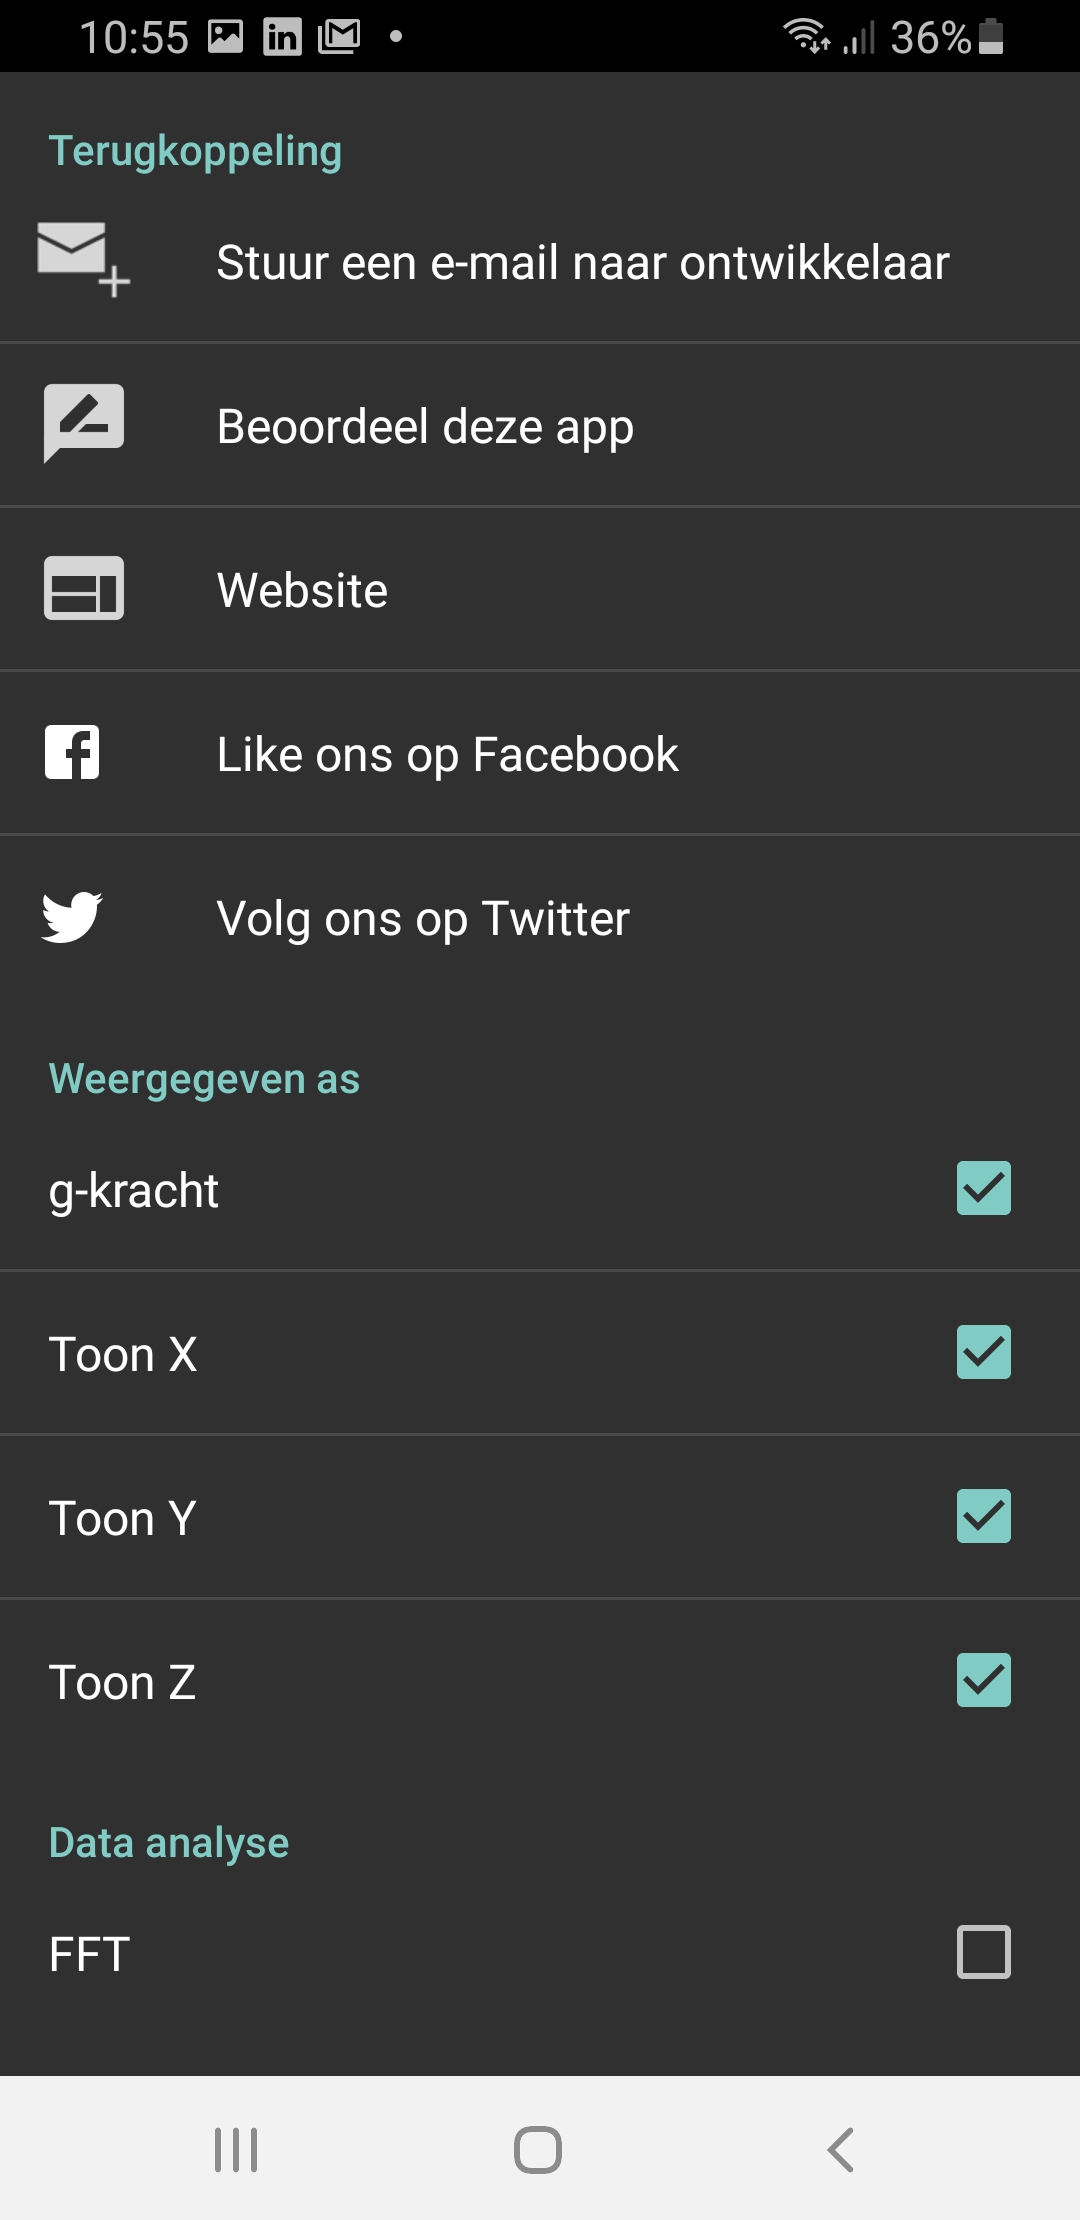 10:55 36%
Terugkoppeling
Stuur een e-mail naar ontwikkelaar
Beoordeel deze app
Website
Like ons op Facebook
Volg ons op Twitter
Weergegeven as
g-kracht
Toon X
Toon Y
Toon Z
Data analyse
FFT